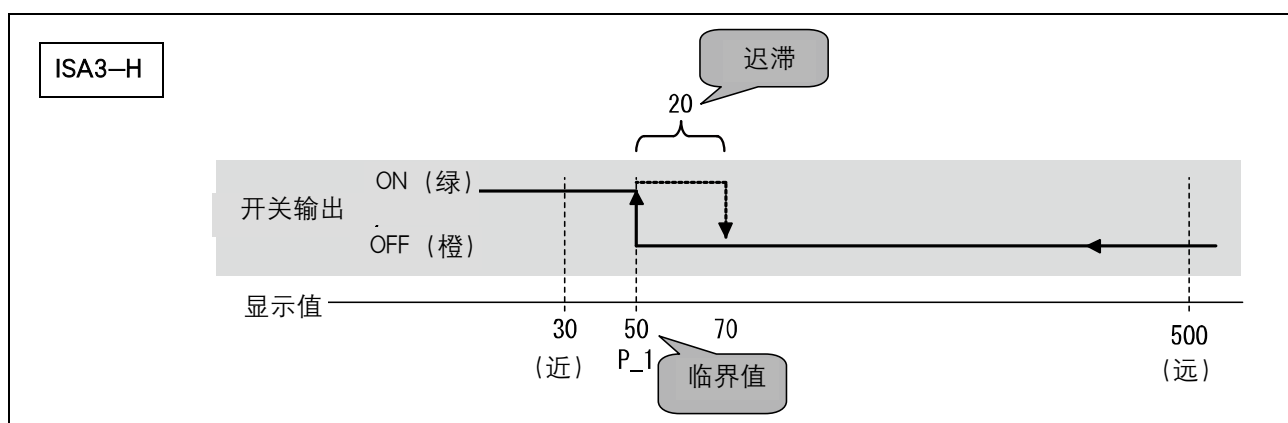 ISA3-H
迟滞
20
ON (绿)
开关输出
OFF (橙)
显示值
30
50
70
500
(近)
P_1
临界值
(远)